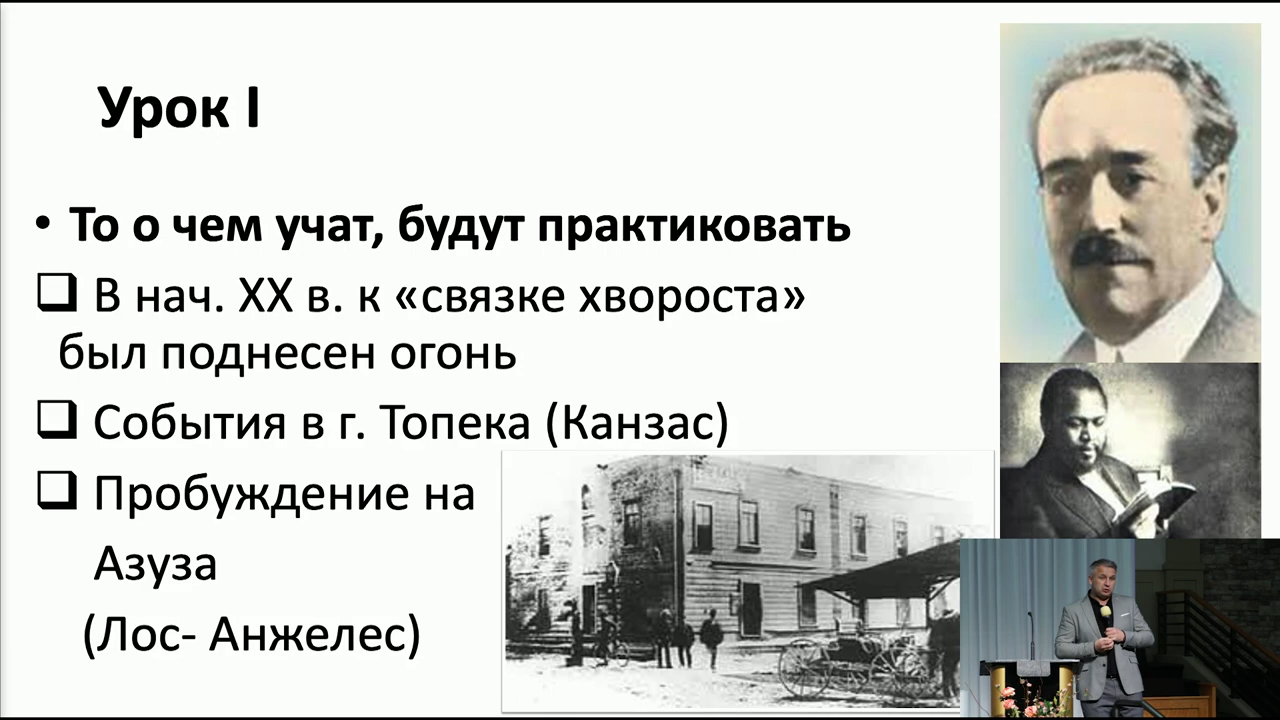 Урок I
• То о чем учат, будут практиковать
❑ В нач. XX в. к «связке хвороста»
был поднесен огонь
❑ События в г. Топека (Канзас)
❑ Пробуждение на
Азуза
(Лос- Анжелес)